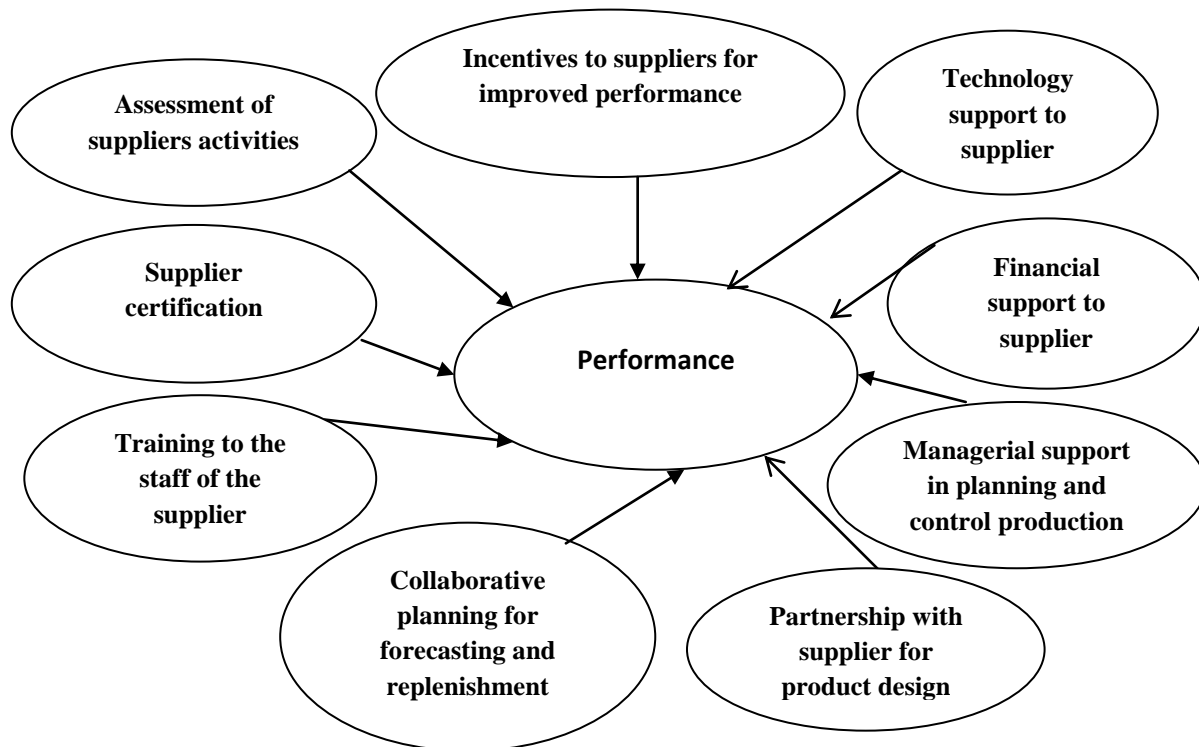 Incentives to suppliers for
improved performance
Assessment of
suppliers activities
Technology
support to
supplier
Supplier
certification
Financial
support to
supplier
Performance
Training to the
staff of the
supplier
Managerial support
in planning and
control production
Collaborative
planning for
forecasting and
replenishment
Partnership with
supplier for
product design